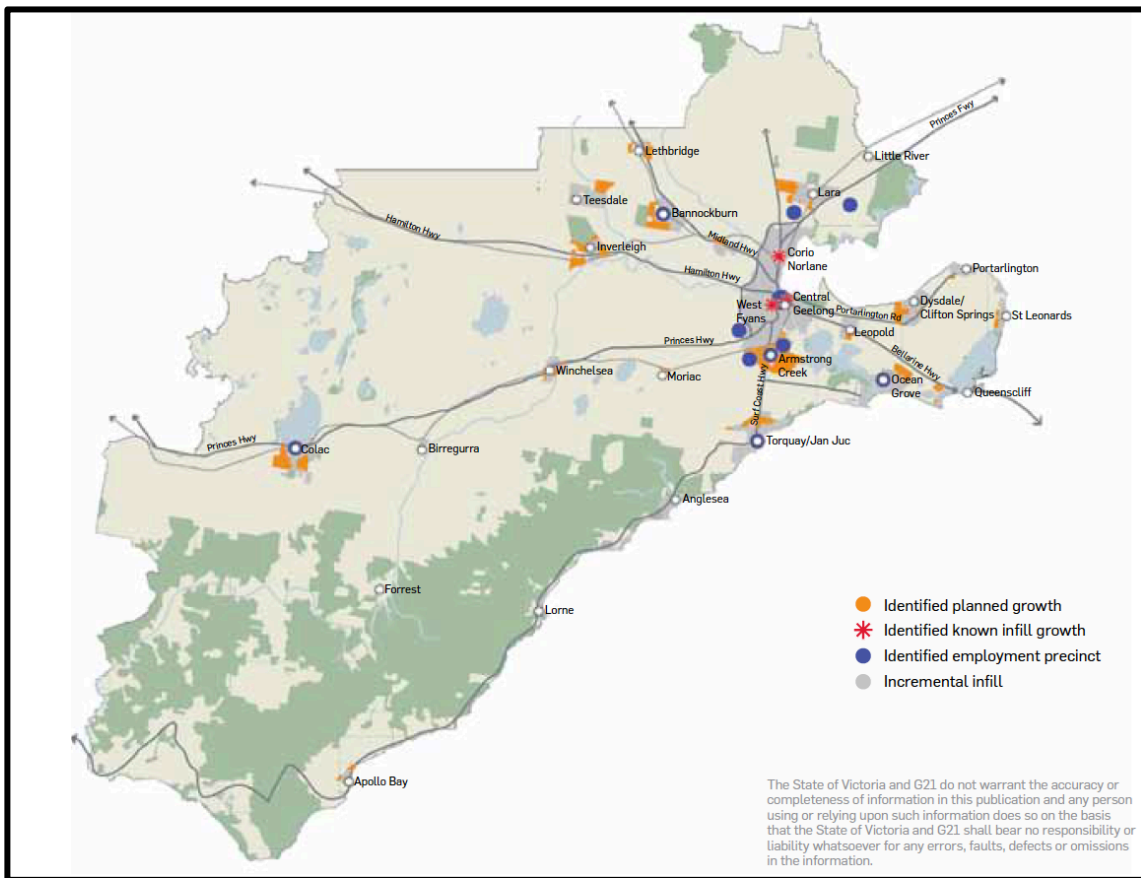 Princes Fwy
Lethbridge
Little River
Teesdale
Lara
Bannockburn
Hamilton Hwy
Midland Hwy
Inverleigh
Corio
Norlane
Hamilton Hwy
Portarlington
Central
Geelong
West
Fyans
Dysdale/
Clifton Springs
Portarlington Rd
St Leonards
Leopold
Princes Hwy
Bellarine Hwy
Armstrong
Creek
Winchelsea
Moriac
Ocean
Grove
Queenscliff
Surf Coast Hwy
Princes Hwy
Colac
Birregurra
Torquay/Jan Juc
Anglesea
Forrest
Lorne
Apollo Bay
Identified planned growth
Identified known infill growth
Identified employment precinct
Incremental infill
The State of Victoria and G21 do not warrant the accuracy or
completeness of information in this publication and any person
using or relying upon such information does so on the basis
that the State of Victoria and G21 shall bear no responsibility or
liability whatsoever for any errors, faults, defects or omissions
in the information.